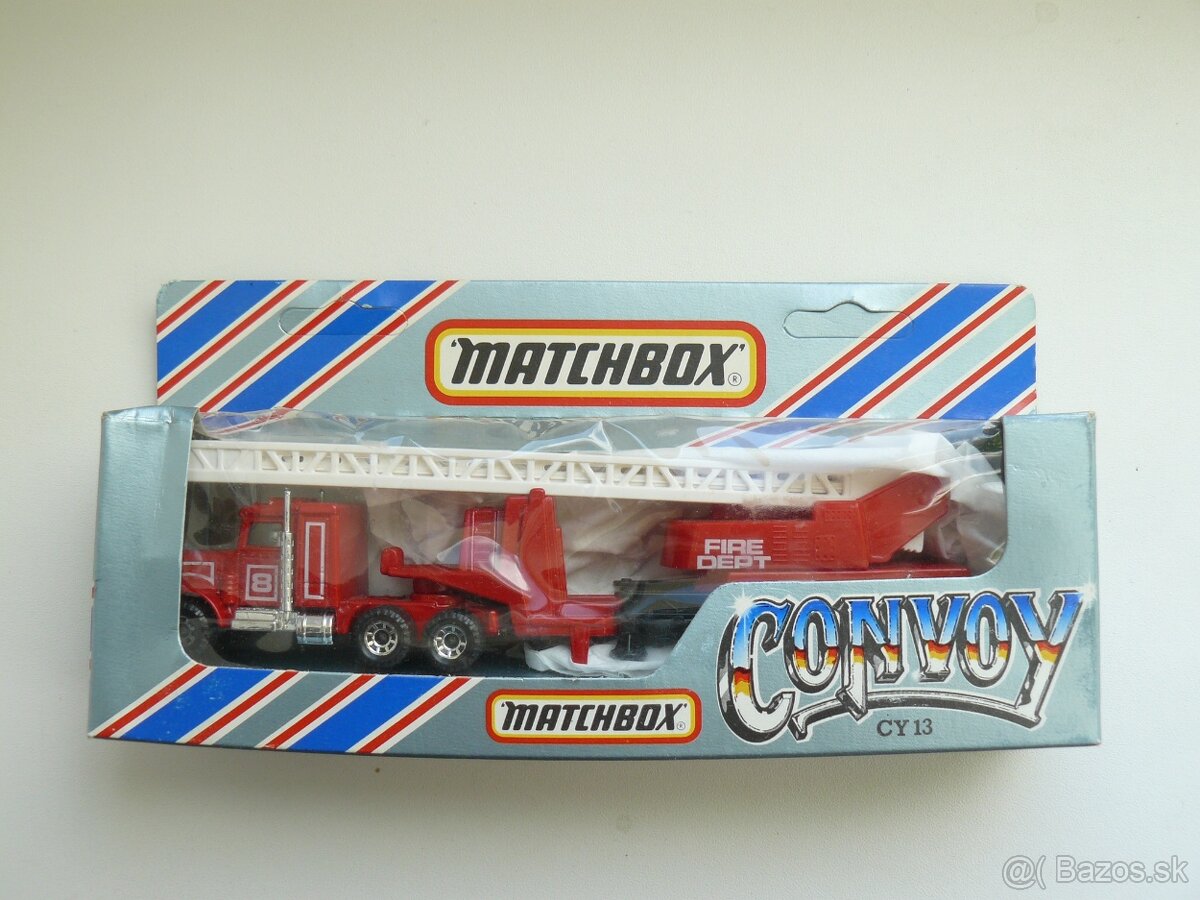 'MATCHBOX'®
8
FIRE
DEPT
CONVOY
'MATCHBOX'®
CY 13
@( Bazos.sk